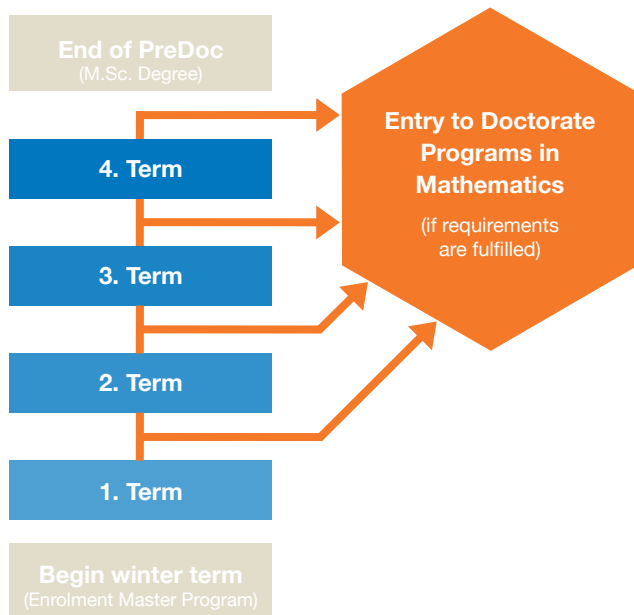 End of PreDoc
(M.Sc. Degree)
Entry to Doctorate
Programs in
Mathematics
(if requirements
are fulfilled)
4. Term
3. Term
2. Term
1. Term
Begin winter term
(Enrolment Master Program)